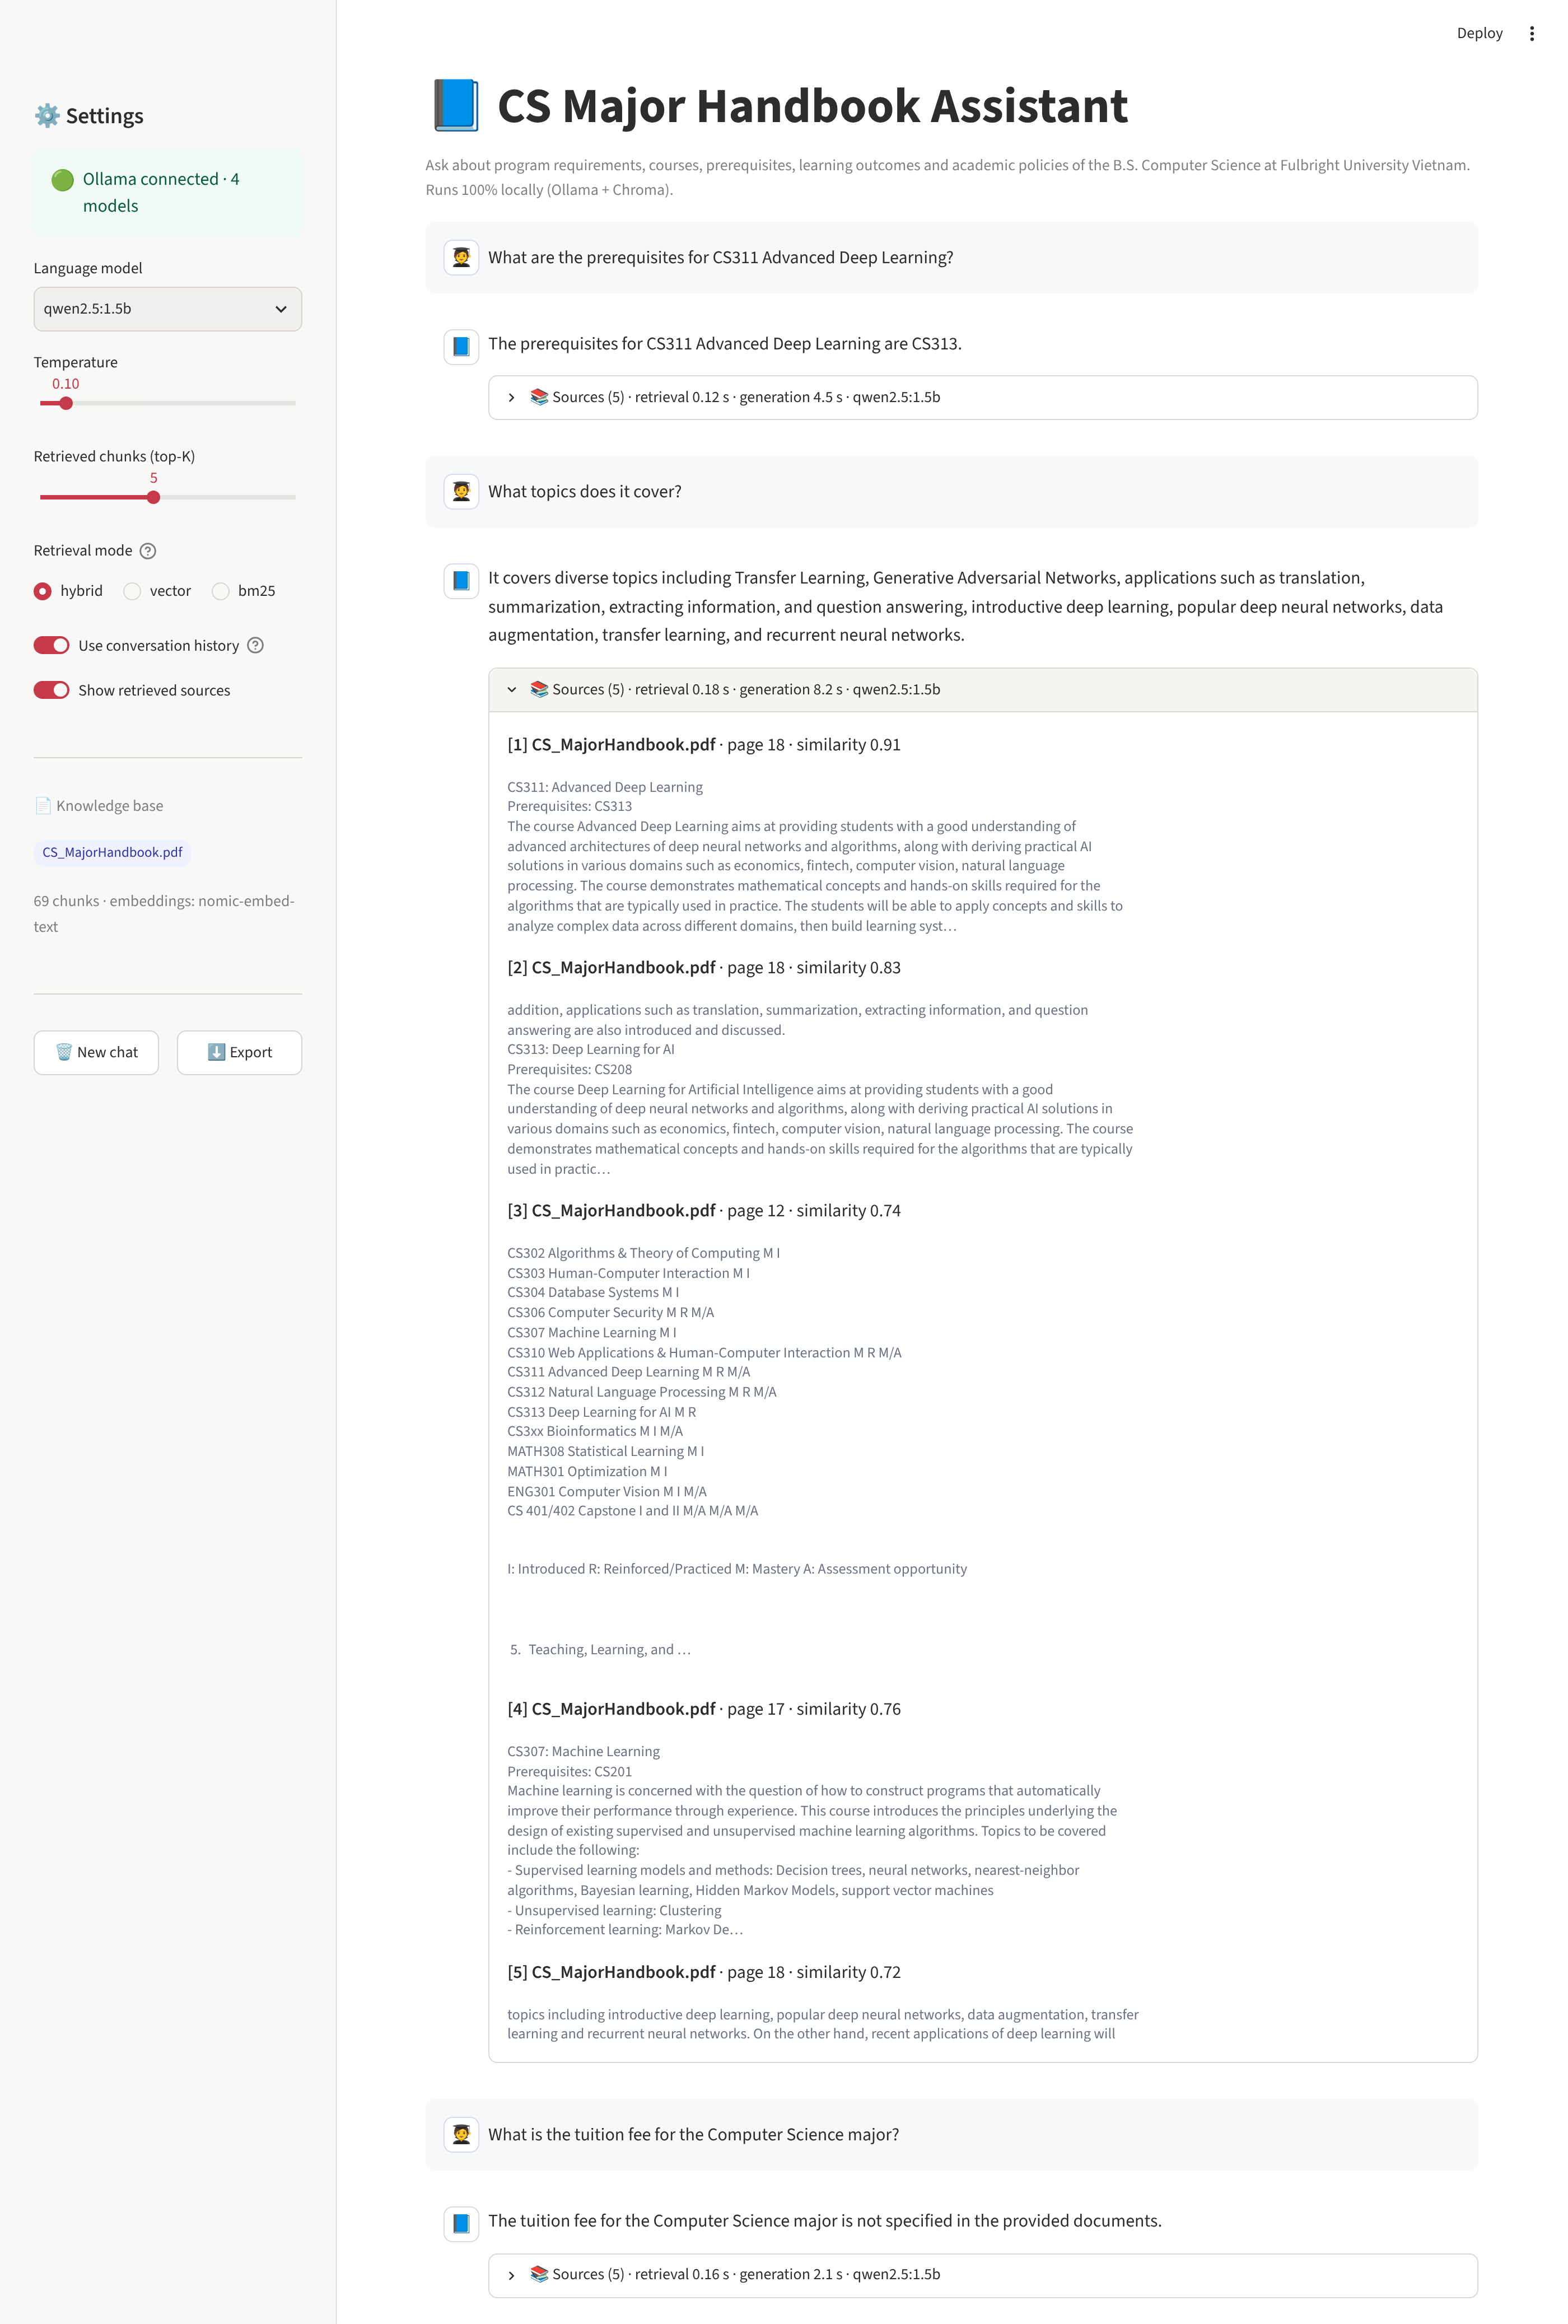 Deploy
⚙️ Settings
🟢 Ollama connected · 4
models
Language model
qwen2.5:1.5b
Temperature
0.10
Retrieved chunks (top-K)
5
Retrieval mode
hybrid vector bm25
Use conversation history
Show retrieved sources
📄 Knowledge base
CS_MajorHandbook.pdf
69 chunks · embeddings: nomic-embed-
text
🗑️ New chat
⬇️ Export
📘 CS Major Handbook Assistant
Ask about program requirements, courses, prerequisites, learning outcomes and academic policies of the B.S. Computer Science at Fulbright University Vietnam.
Runs 100% locally (Ollama + Chroma).
What are the prerequisites for CS311 Advanced Deep Learning?
The prerequisites for CS311 Advanced Deep Learning are CS313.
📚 Sources (5) · retrieval 0.12 s · generation 4.5 s · qwen2.5:1.5b
What topics does it cover?
It covers diverse topics including Transfer Learning, Generative Adversarial Networks, applications such as translation,
summarization, extracting information, and question answering, introductive deep learning, popular deep neural networks, data
augmentation, transfer learning, and recurrent neural networks.
📚 Sources (5) · retrieval 0.18 s · generation 8.2 s · qwen2.5:1.5b
[1] CS_MajorHandbook.pdf · page 18 · similarity 0.91
CS311: Advanced Deep Learning
Prerequisites: CS313
The course Advanced Deep Learning aims at providing students with a good understanding of
advanced architectures of deep neural networks and algorithms, along with deriving practical AI
solutions in various domains such as economics, fintech, computer vision, natural language
processing. The course demonstrates mathematical concepts and hands-on skills required for the
algorithms that are typically used in practice. The students will be able to apply concepts and skills to
analyze complex data across different domains, then build learning syst…
[2] CS_MajorHandbook.pdf · page 18 · similarity 0.83
addition, applications such as translation, summarization, extracting information, and question
answering are also introduced and discussed.
CS313: Deep Learning for AI
Prerequisites: CS208
The course Deep Learning for Artificial Intelligence aims at providing students with a good
understanding of deep neural networks and algorithms, along with deriving practical AI solutions in
various domains such as economics, fintech, computer vision, natural language processing. The course
demonstrates mathematical concepts and hands-on skills required for the algorithms that are typically
used in practic…
[3] CS_MajorHandbook.pdf · page 12 · similarity 0.74
CS302 Algorithms & Theory of Computing M I
CS303 Human-Computer Interaction M I
CS304 Database Systems M I
CS306 Computer Security M R M/A
CS307 Machine Learning M I
CS310 Web Applications & Human-Computer Interaction M R M/A
CS311 Advanced Deep Learning M R M/A
CS312 Natural Language Processing M R M/A
CS313 Deep Learning for AI M R
CS3xx Bioinformatics M I M/A
MATH308 Statistical Learning M I
MATH301 Optimization M I
ENG301 Computer Vision M I M/A
CS 401/402 Capstone I and II M/A M/A M/A
I: Introduced R: Reinforced/Practiced M: Mastery A: Assessment opportunity
5. Teaching, Learning, and …
[4] CS_MajorHandbook.pdf · page 17 · similarity 0.76
CS307: Machine Learning
Prerequisites: CS201
Machine learning is concerned with the question of how to construct programs that automatically
improve their performance through experience. This course introduces the principles underlying the
design of existing supervised and unsupervised machine learning algorithms. Topics to be covered
include the following:
- Supervised learning models and methods: Decision trees, neural networks, nearest-neighbor
algorithms, Bayesian learning, Hidden Markov Models, support vector machines
- Unsupervised learning: Clustering
- Reinforcement learning: Markov De…
[5] CS_MajorHandbook.pdf · page 18 · similarity 0.72
topics including introductive deep learning, popular deep neural networks, data augmentation, transfer
learning and recurrent neural networks. On the other hand, recent applications of deep learning will
What is the tuition fee for the Computer Science major?
The tuition fee for the Computer Science major is not specified in the provided documents.
📚 Sources (5) · retrieval 0.16 s · generation 2.1 s · qwen2.5:1.5b